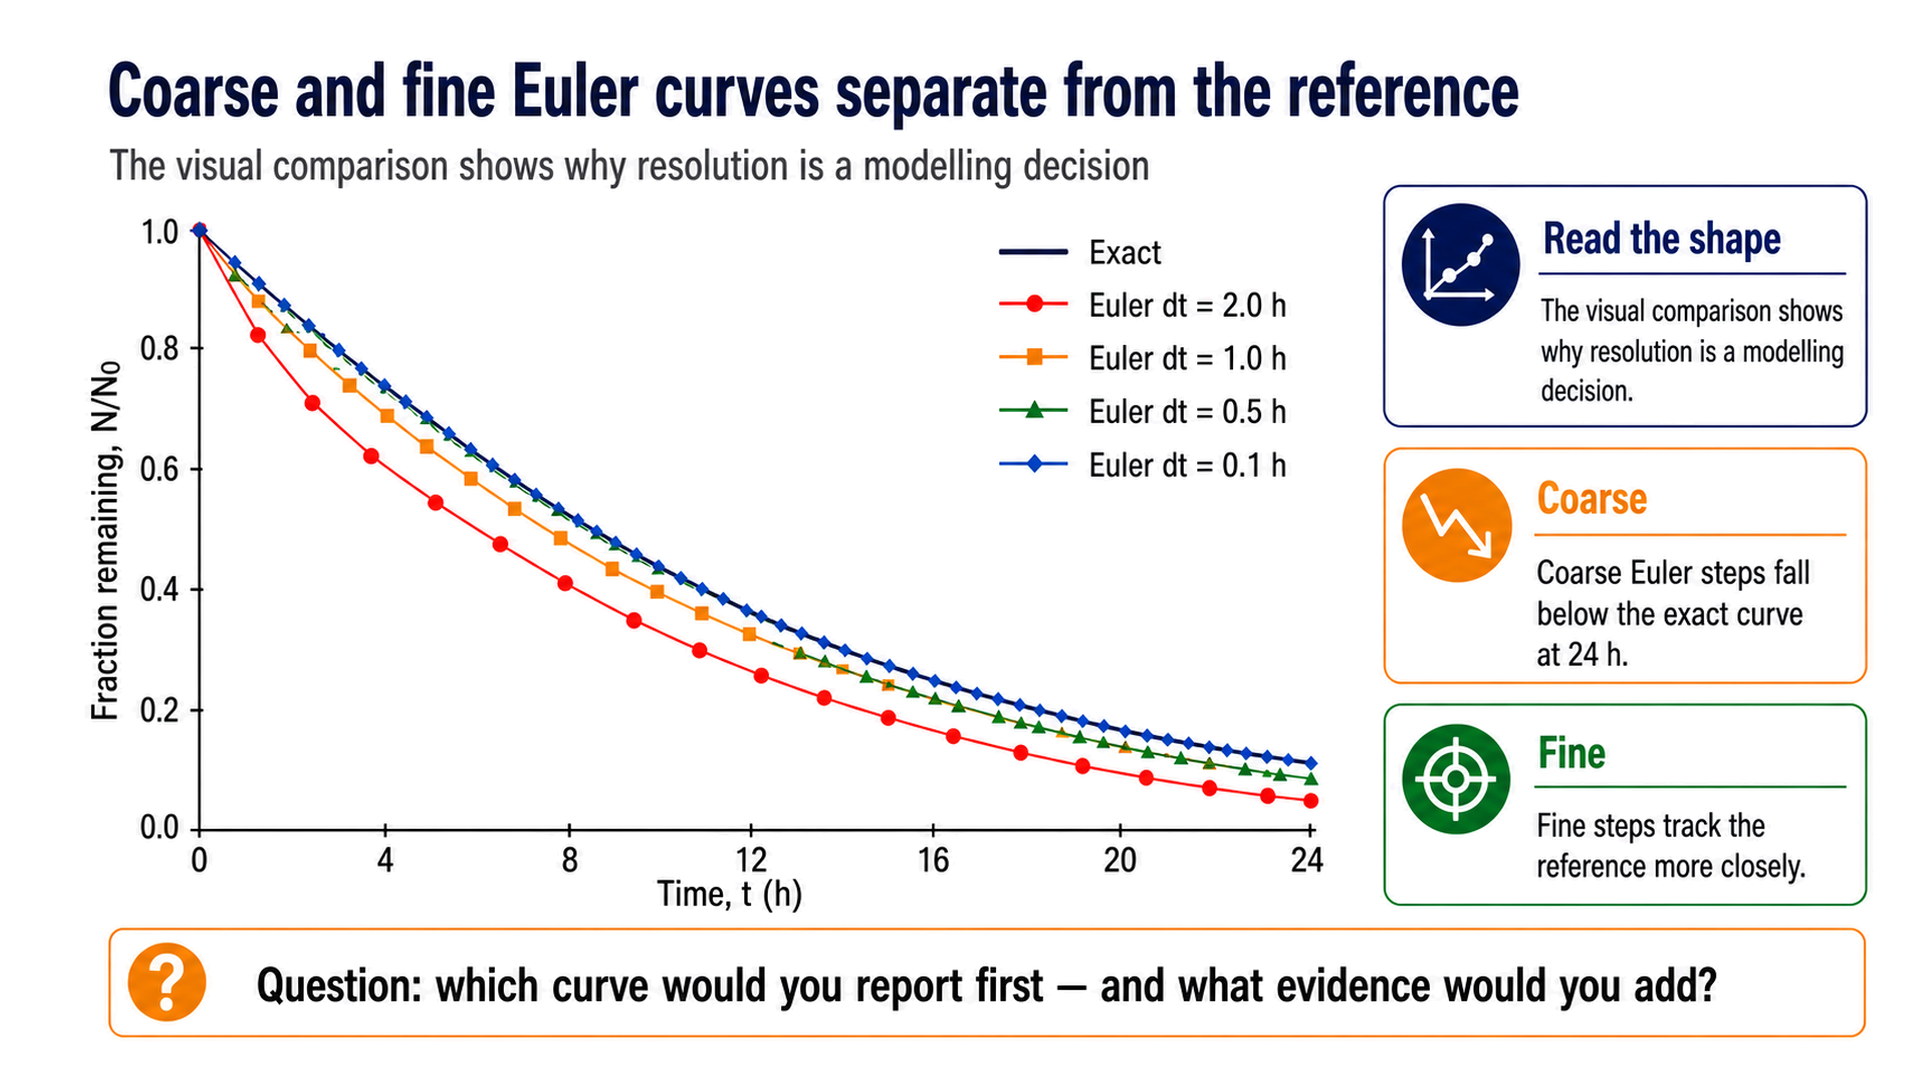 Coarse and fine Euler curves separate from the reference
The visual comparison shows why resolution is a modelling decision
1.0
0.8
0.6
0.4
0.2
0.0
Fraction remaining, N/N₀
0
4
8
12
16
20
24
Time, t (h)
Exact
Euler dt = 2.0 h
Euler dt = 1.0 h
Euler dt = 0.5 h
Euler dt = 0.1 h
Read the shape
The visual comparison shows
why resolution is a modelling
decision.
Coarse
Coarse Euler steps fall
below the exact curve
at 24 h.
Fine
Fine steps track the
reference more closely.
?
Question: which curve would you report first — and what evidence would you add?